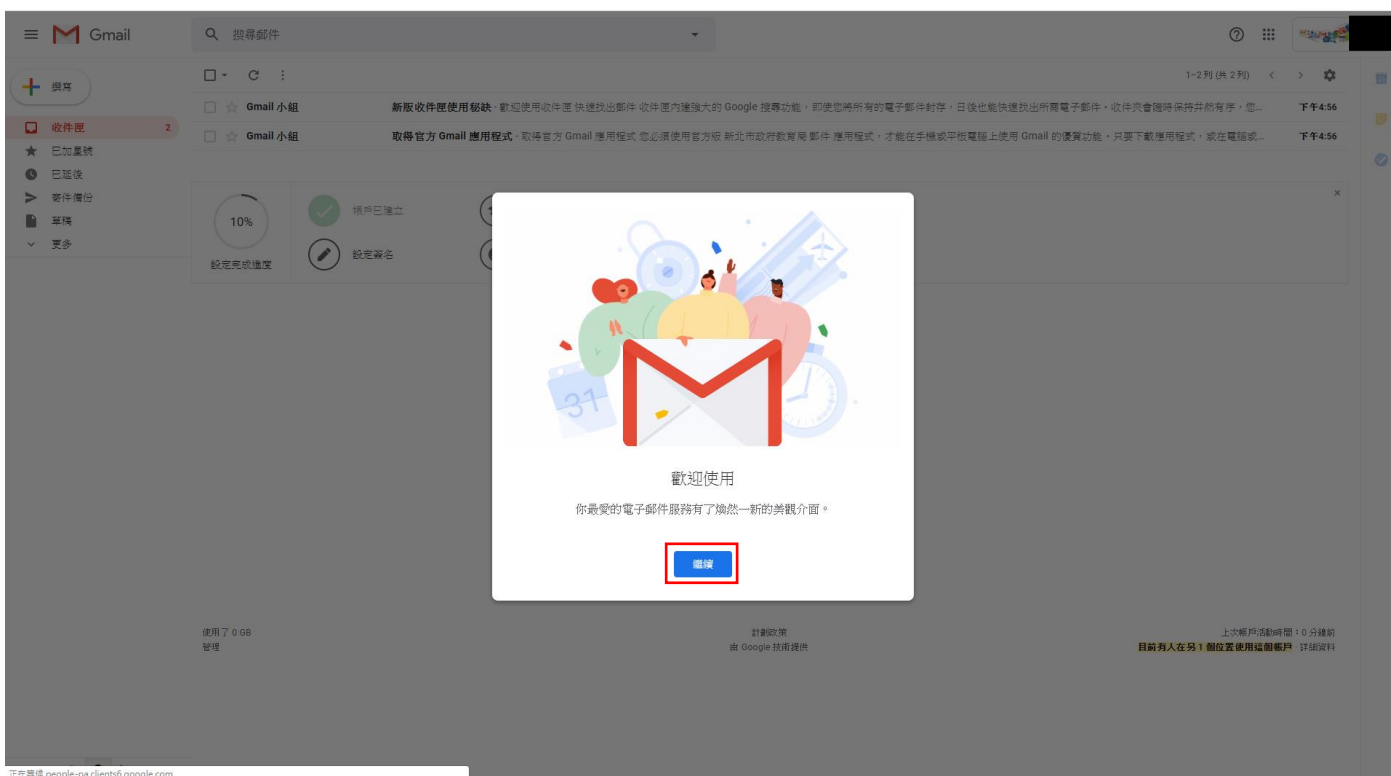 Gmail
搜尋郵件
撰寫
1-2 列 (共 2 列)
收件匣 2
Gmail 小組 新版收件匣使用秘訣 - 歡迎使用收件匣 快速找出郵件 收件匣內建強大的 Google 搜尋功能，即使您將所有的電子郵件封存，日後也能快速找出所需電子郵件。收件夾會隨時保持井然有序，您... 下午4:56
Gmail 小組 取得官方 Gmail 應用程式 - 取得官方 Gmail 應用程式 您必須使用官方版 新北市政府教育局 郵件 應用程式，才能在手機或平板電腦上使用 Gmail 的優質功能。只要下載應用程式，或在電腦或... 下午4:56
已加星號
已延後
寄件備份
草稿
更多
10%
設定完成進度
帳戶已建立
設定簽名
31
歡迎使用
你最愛的電子郵件服務有了煥然一新的美觀介面。
繼續
使用了 0 GB
管理
計劃政策
由 Google 技術提供
上次帳戶活動時間：0 分鐘前
目前有人在另 1 個位置使用這個帳戶 詳細資料
正在等候 people-pa.clients6.google.com